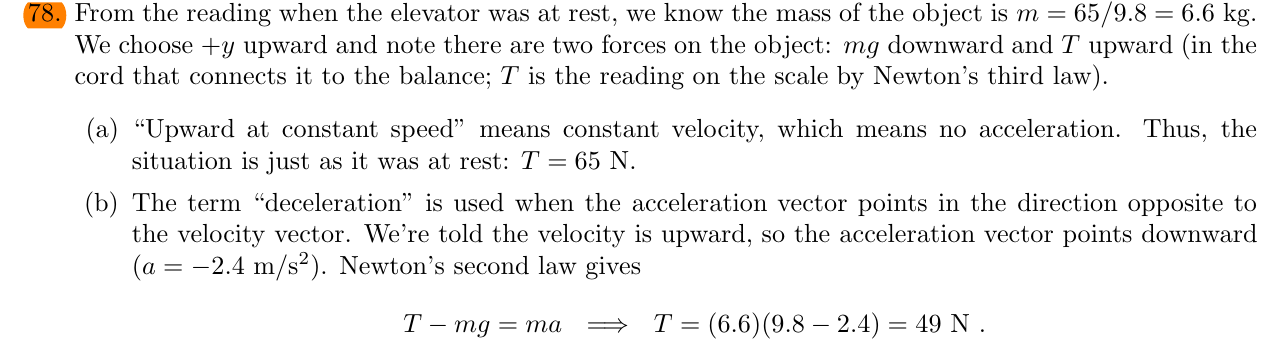 78. From the reading when the elevator was at rest, we know the mass of the object is m = 65/9.8 = 6.6 kg.
We choose +y upward and note there are two forces on the object: mg downward and T upward (in the
cord that connects it to the balance; T is the reading on the scale by Newton's third law).
(a) “Upward at constant speed” means constant velocity, which means no acceleration. Thus, the
situation is just as it was at rest: T = 65 N.
(b) The term “deceleration” is used when the acceleration vector points in the direction opposite to
the velocity vector. We're told the velocity is upward, so the acceleration vector points downward
(a = −2.4 m/s²). Newton's second law gives
T − mg = ma ⟹ T = (6.6)(9.8 − 2.4) = 49 N .